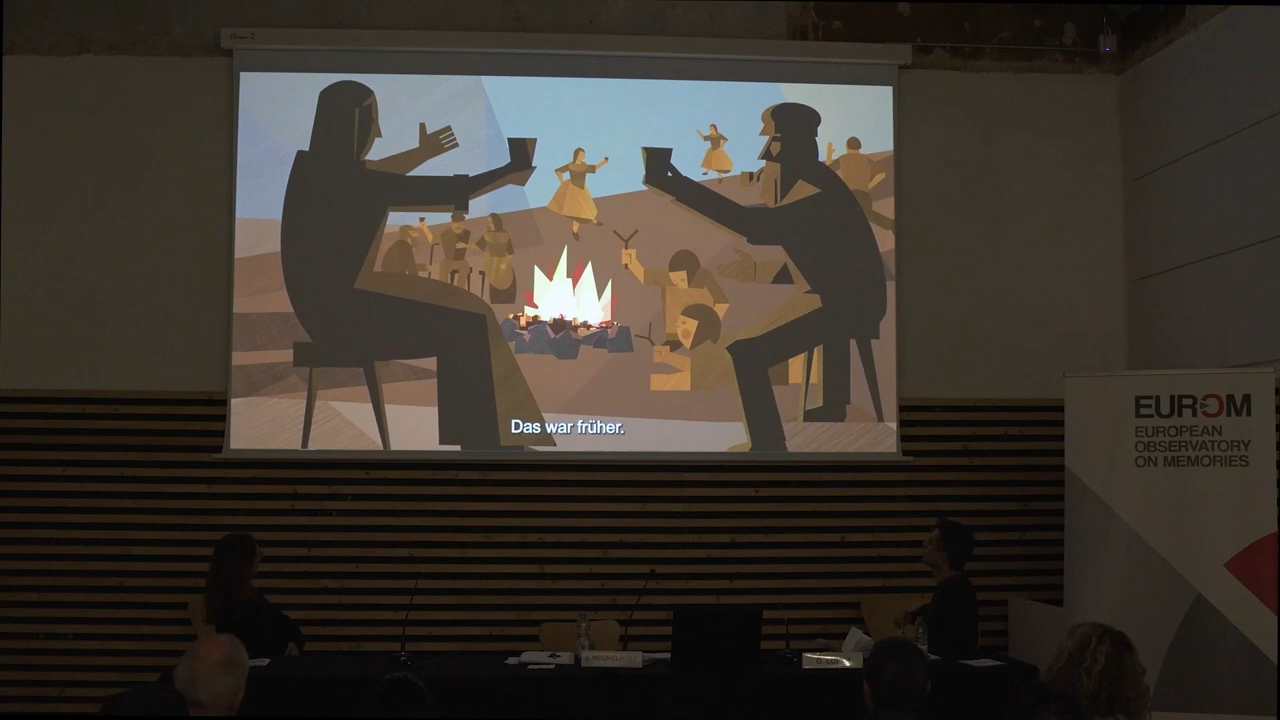 Das war früher.
EUROM
EUROPEAN
OBSERVATORY
ON MEMORIES